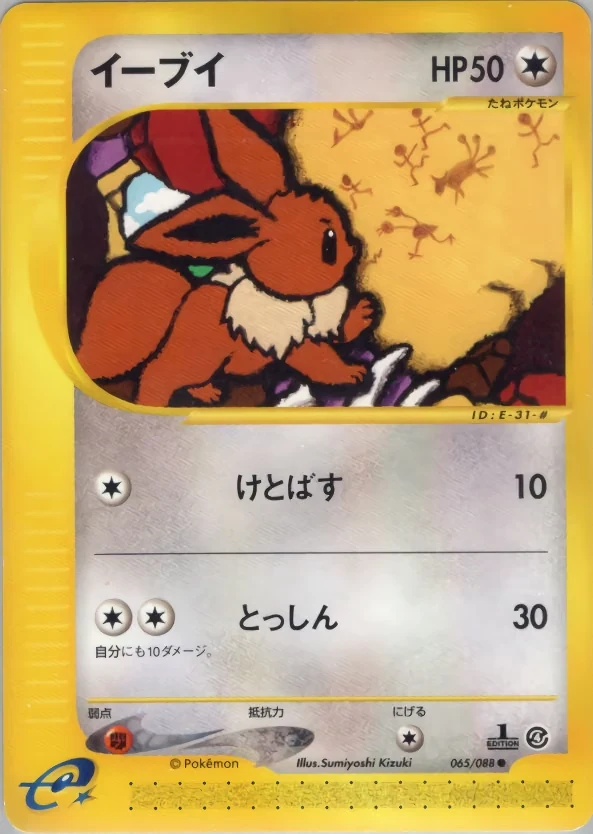 イーブイ
HP50
たねポケモン
ID:E-31-#
けとばす 10
とっしん 30
自分にも10ダメージ。
弱点 抵抗力 にげる
1
EDITION
© Pokémon Illus.Sumiyoshi Kizuki 065/088 ●
e